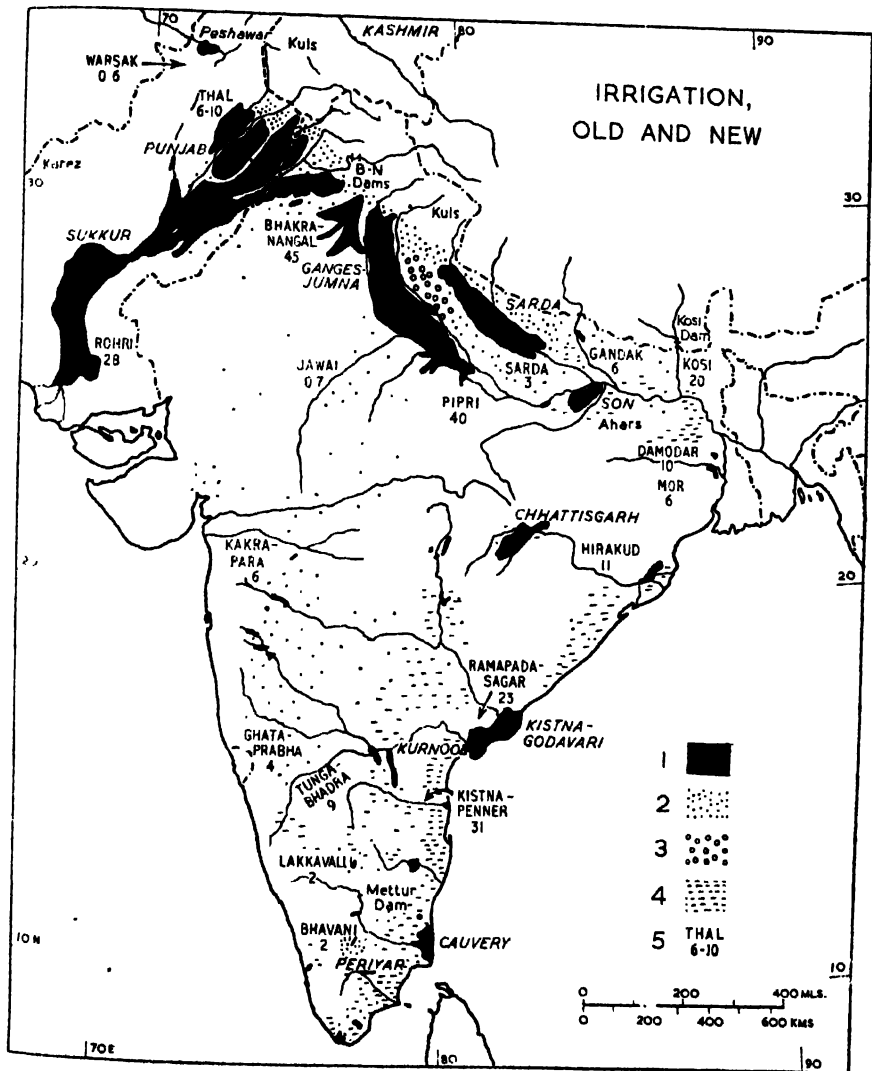 70
80
90
Peshawar
Kuls
KASHMIR
WARSAK
0 6
IRRIGATION,
OLD AND NEW
THAL
6-10
PUNJAB
Karez
30
B-N
Dams
30
Kuls
SUKKUR
BHAKRA-
NANGAL
45
GANGES-
JUMNA
SARDA
Kosi
Dam
ROHRI
28
GANDAK
6
KOSI
20
JAWAI
0 7
SARDA
3
PIPRI
40
SON
Ahars
DAMODAR
10
MOR
6
CHHATTISGARH
KAKRA-
PARA
6
HIRAKUD
11
20
RAMAPADA-
SAGAR
23
KISTNA-
GODAVARI
GHATA-
PRABHA
4
KURNOOL
TUNGA-
BHADRA
9
KISTNA-
PENNER
31
1
2
3
4
5 THAL
6-10
LAKKAVALLI
2
Mettur
Dam
10 N
BHAVANI
2
CAUVERY
PERIYAR
10
0 200 400 MLS.
0 200 400 600 KMS
70 E
80
90